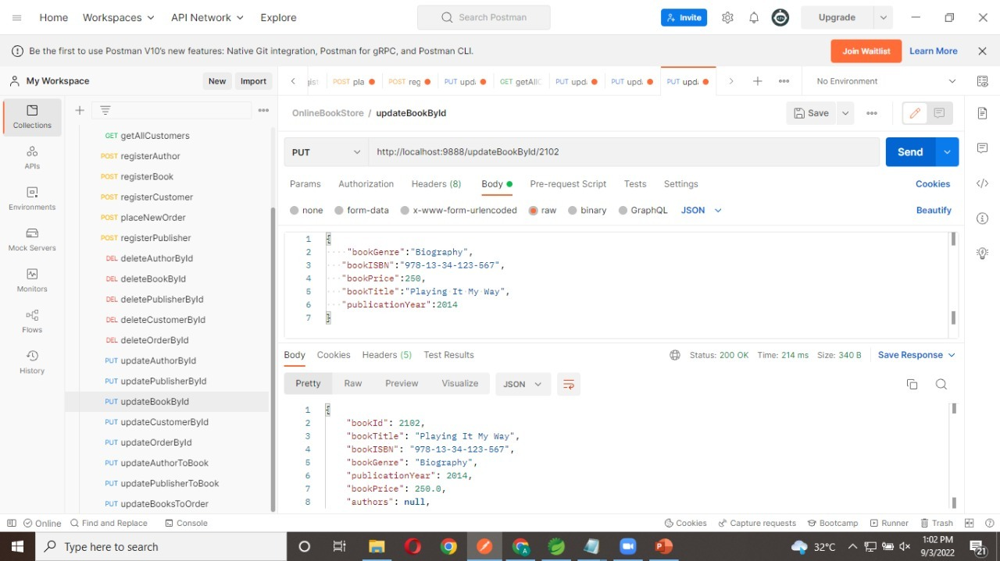 Home Workspaces API Network Explore Search Postman Invite Upgrade
Be the first to use Postman V10's new features: Native Git integration, Postman for gRPC, and Postman CLI. Join Waitlist Learn More
My Workspace New Import
POST pla POST reg PUT upd GET getAllC PUT upd PUT upd PUT upd No Environment
Collections
APIs
Environments
Mock Servers
Monitors
Flows
History
GET getAllCustomers
POST registerAuthor
POST registerBook
POST registerCustomer
POST placeNewOrder
POST registerPublisher
DEL deleteAuthorById
DEL deleteBookById
DEL deletePublisherById
DEL deleteCustomerById
DEL deleteOrderById
PUT updateAuthorById
PUT updatePublisherById
PUT updateBookById
PUT updateCustomerById
PUT updateOrderById
PUT updateAuthorToBook
PUT updatePublisherToBook
PUT updateBooksToOrder
OnlineBookStore / updateBookById Save
PUT http://localhost:9888/updateBookById/2102 Send
Params Authorization Headers (8) Body Pre-request Script Tests Settings Cookies
none form-data x-www-form-urlencoded raw binary GraphQL JSON Beautify
1 {
2 "bookGenre":"Biography",
3 "bookISBN":"978-13-34-123-567",
4 "bookPrice":250,
5 "bookTitle":"Playing It My Way",
6 "publicationYear":2014
7 }
Body Cookies Headers (5) Test Results Status: 200 OK Time: 214 ms Size: 340 B Save Response
Pretty Raw Preview Visualize JSON
1 {
2 "bookId": 2102,
3 "bookTitle": "Playing It My Way",
4 "bookISBN": "978-13-34-123-567",
5 "bookGenre": "Biography",
6 "publicationYear": 2014,
7 "bookPrice": 250.0,
8 "authors": null,
Online Find and Replace Console Cookies Capture requests Bootcamp Runner Trash
Type here to search 32°C 1:02 PM
9/3/2022 21